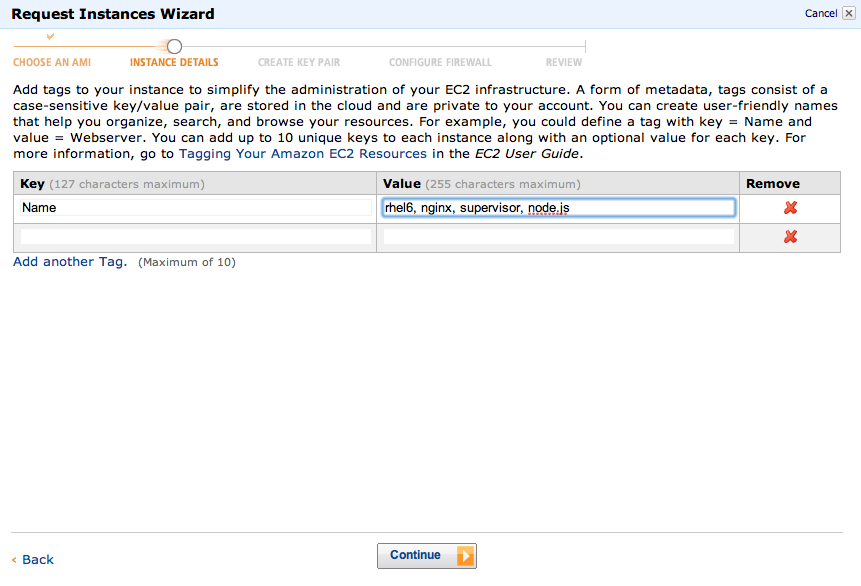 Request Instances Wizard
Cancel
CHOOSE AN AMI INSTANCE DETAILS CREATE KEY PAIR CONFIGURE FIREWALL REVIEW
Add tags to your instance to simplify the administration of your EC2 infrastructure. A form of metadata, tags consist of a
case-sensitive key/value pair, are stored in the cloud and are private to your account. You can create user-friendly names
that help you organize, search, and browse your resources. For example, you could define a tag with key = Name and
value = Webserver. You can add up to 10 unique keys to each instance along with an optional value for each key. For
more information, go to Tagging Your Amazon EC2 Resources in the EC2 User Guide.
Key (127 characters maximum) Value (255 characters maximum) Remove
Name rhel6, nginx, supervisor, node.js
Add another Tag. (Maximum of 10)
‹ Back Continue